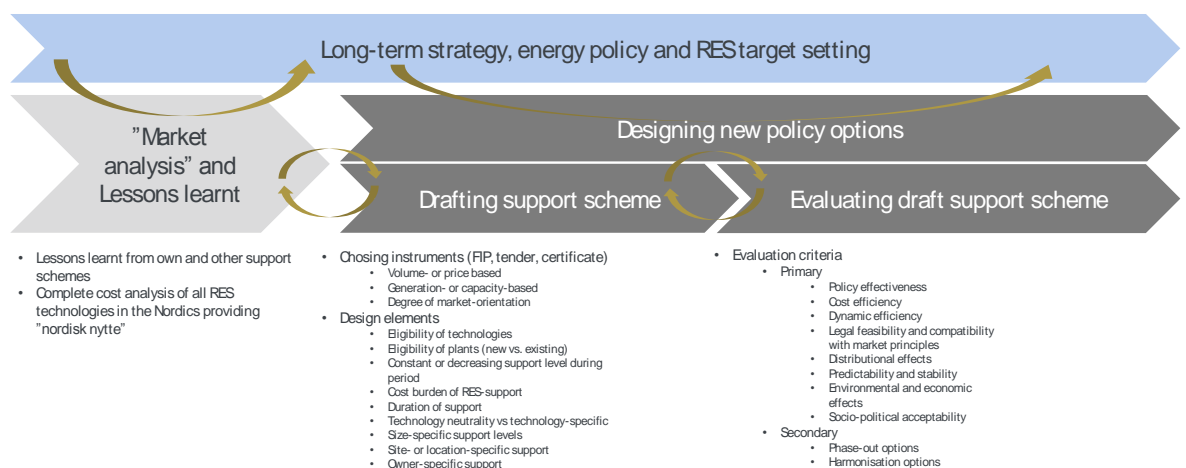 Long-term strategy, energy policy and RES target setting
"Market
analysis" and
Lessons learnt
Designing new policy options
Drafting support scheme
Evaluating draft support scheme
• Lessons learnt from own and other support
schemes
• Complete cost analysis of all RES
technologies in the Nordics providing
"nordisk nytte"
• Chosing instruments (FIP, tender, certificate)
• Volume- or price based
• Generation- or capacity-based
• Degree of market-orientation
• Design elements
• Eligibility of technologies
• Eligibility of plants (new vs. existing)
• Constant or decreasing support level during
period
• Cost burden of RES-support
• Duration of support
• Technology neutrality vs technology-specific
• Size-specific support levels
• Site- or location-specific support
• Owner-specific support
• Evaluation criteria
• Primary
• Policy effectiveness
• Cost efficiency
• Dynamic efficiency
• Legal feasibility and compatibility
with market principles
• Distributional effects
• Predictability and stability
• Environmental and economic
effects
• Socio-political acceptability
• Secondary
• Phase-out options
• Harmonisation options